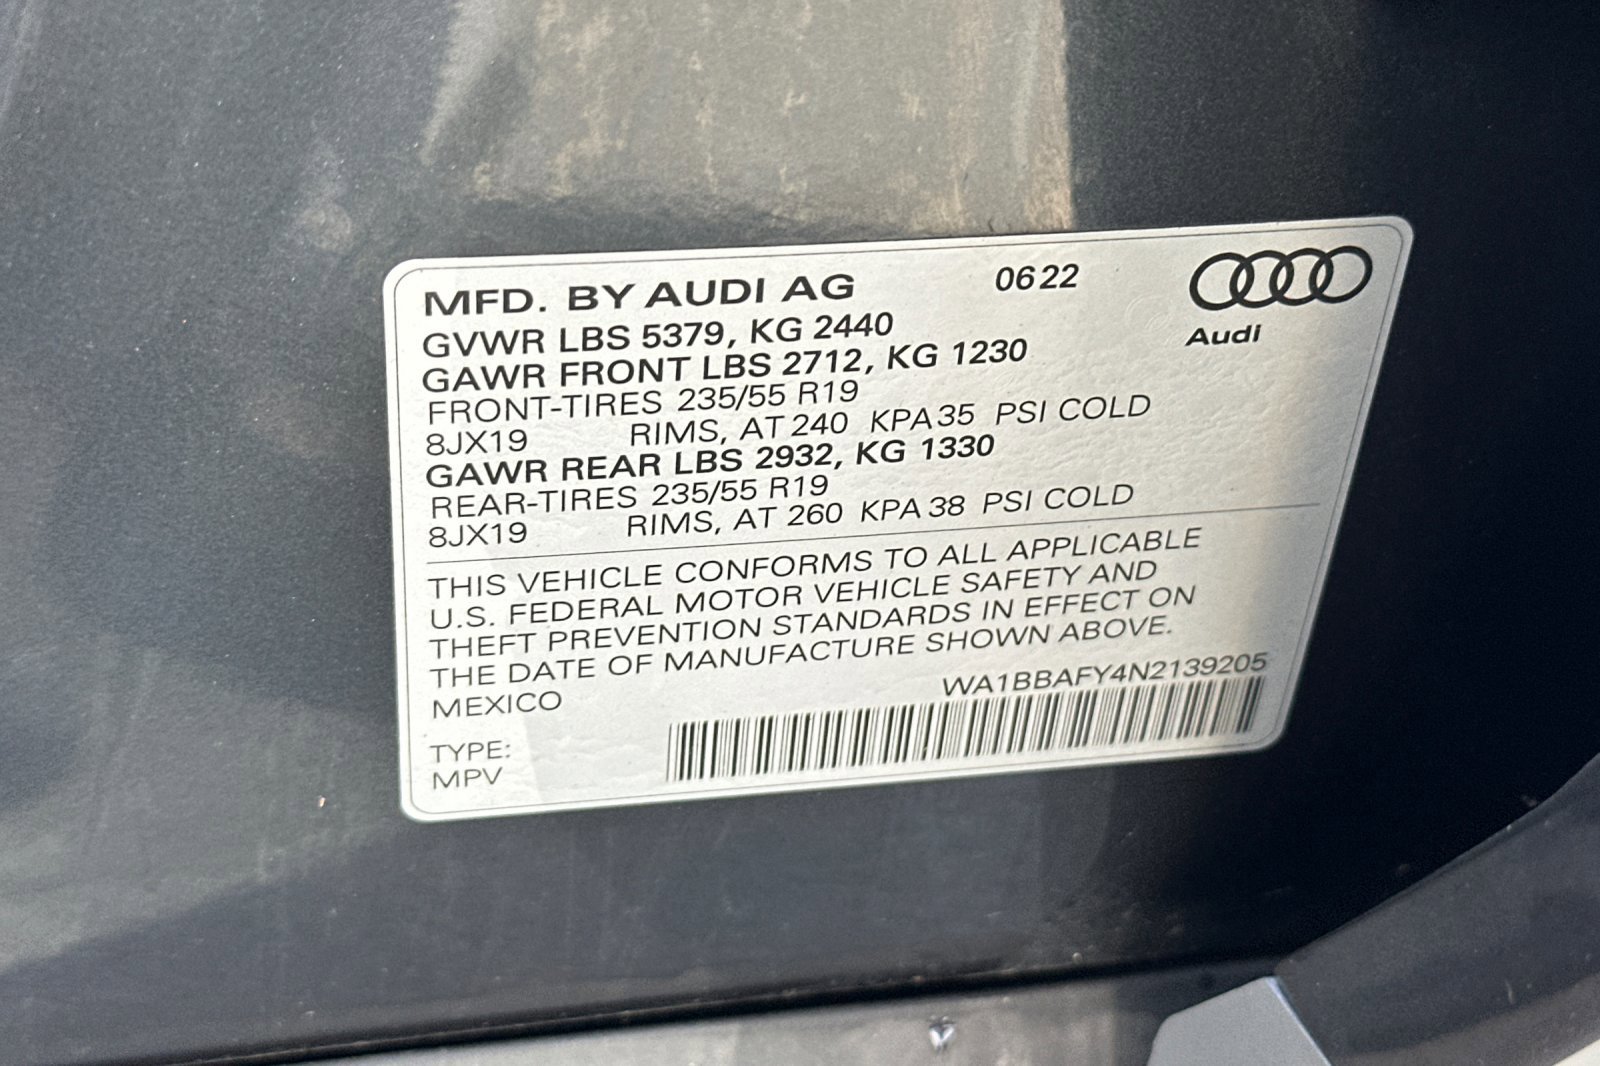 MFD. BY AUDI AG 0622
GVWR LBS 5379, KG 2440
Audi
GAWR FRONT LBS 2712, KG 1230
FRONT-TIRES 235/55 R19
8JX19 RIMS, AT 240 KPA 35 PSI COLD
GAWR REAR LBS 2932, KG 1330
REAR-TIRES 235/55 R19
8JX19 RIMS, AT 260 KPA 38 PSI COLD
THIS VEHICLE CONFORMS TO ALL APPLICABLE
U.S. FEDERAL MOTOR VEHICLE SAFETY AND
THEFT PREVENTION STANDARDS IN EFFECT ON
THE DATE OF MANUFACTURE SHOWN ABOVE.
MEXICO WA1BBAFY4N2139205
TYPE:
MPV